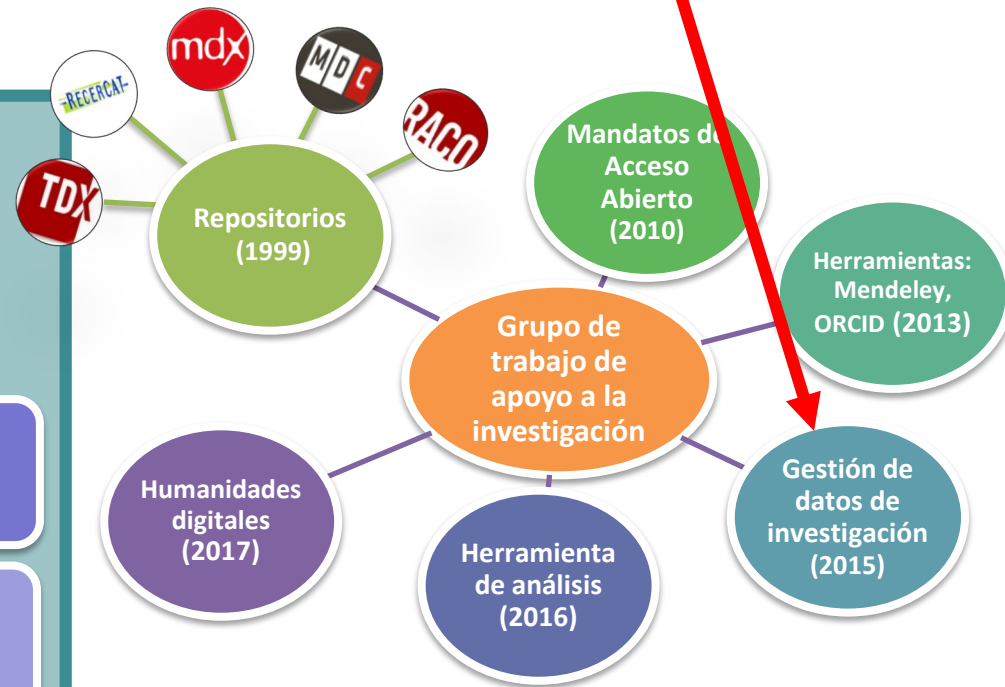 mdx
MDC
RECERCAT
RACO
TDX
Repositorios
(1999)
Mandatos de
Acceso
Abierto
(2010)
Herramientas:
Mendeley,
ORCID (2013)
Grupo de
trabajo de
apoyo a la
investigación
Gestión de
datos de
investigación
(2015)
Humanidades
digitales
(2017)
Herramienta
de análisis
(2016)